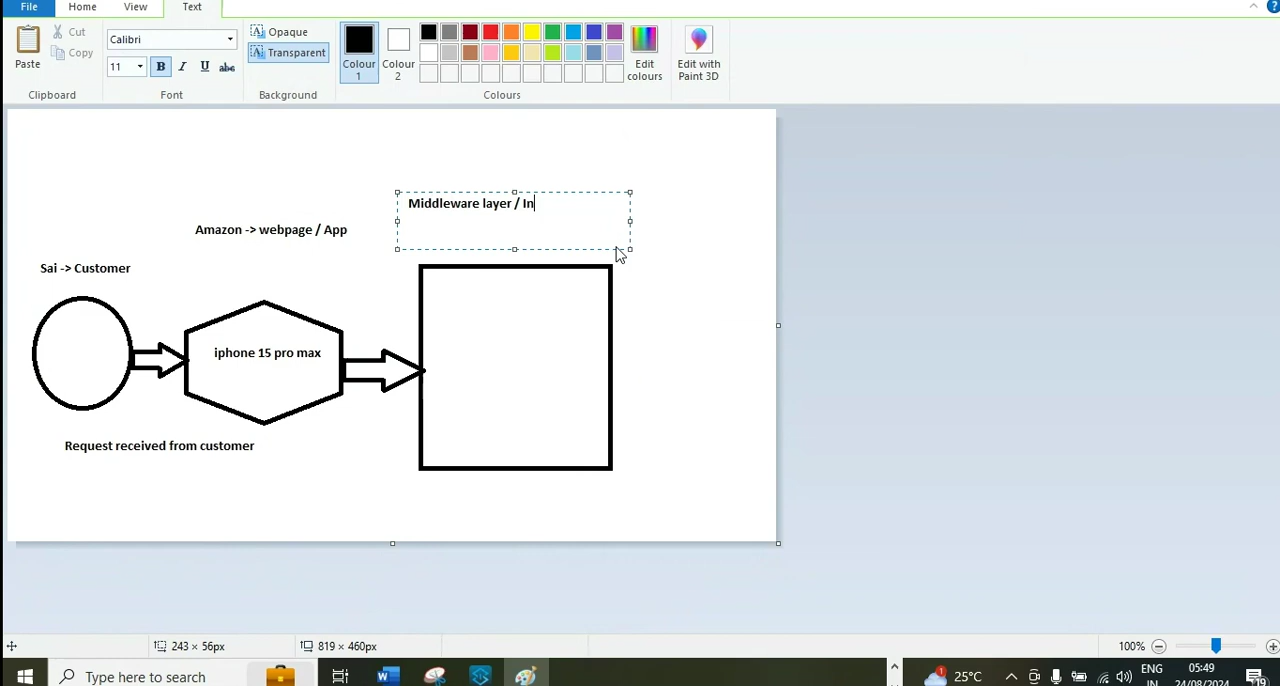 File Home View Text
Paste
Cut
Copy
Clipboard
Calibri
11 B I U abc
Font
Opaque
Transparent
Background
Colour 1
Colour 2
Edit colours
Colours
Edit with Paint 3D
Middleware layer / In
Amazon -> webpage / App
Sai -> Customer
iphone 15 pro max
Request received from customer
243 × 56px
819 × 460px
100%
Type here to search
25°C
ENG
IN
05:49
24/08/2024
19
1